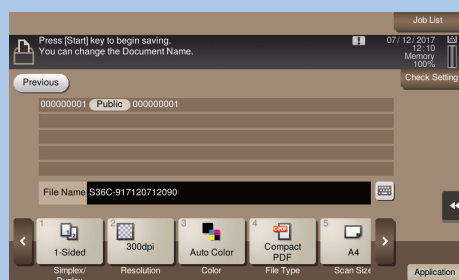 Job List
Press [Start] key to begin saving.
You can change the Document Name.
07/12/2017
12:10
Memory
100%
Previous
Check Setting
000000001 Public 000000001
File Name S36C-917120712090
1 2 3 4 5
1-Sided 300dpi Auto Color Compact PDF A4
Simplex/ Resolution Color File Type Scan Size
Duplex
Application